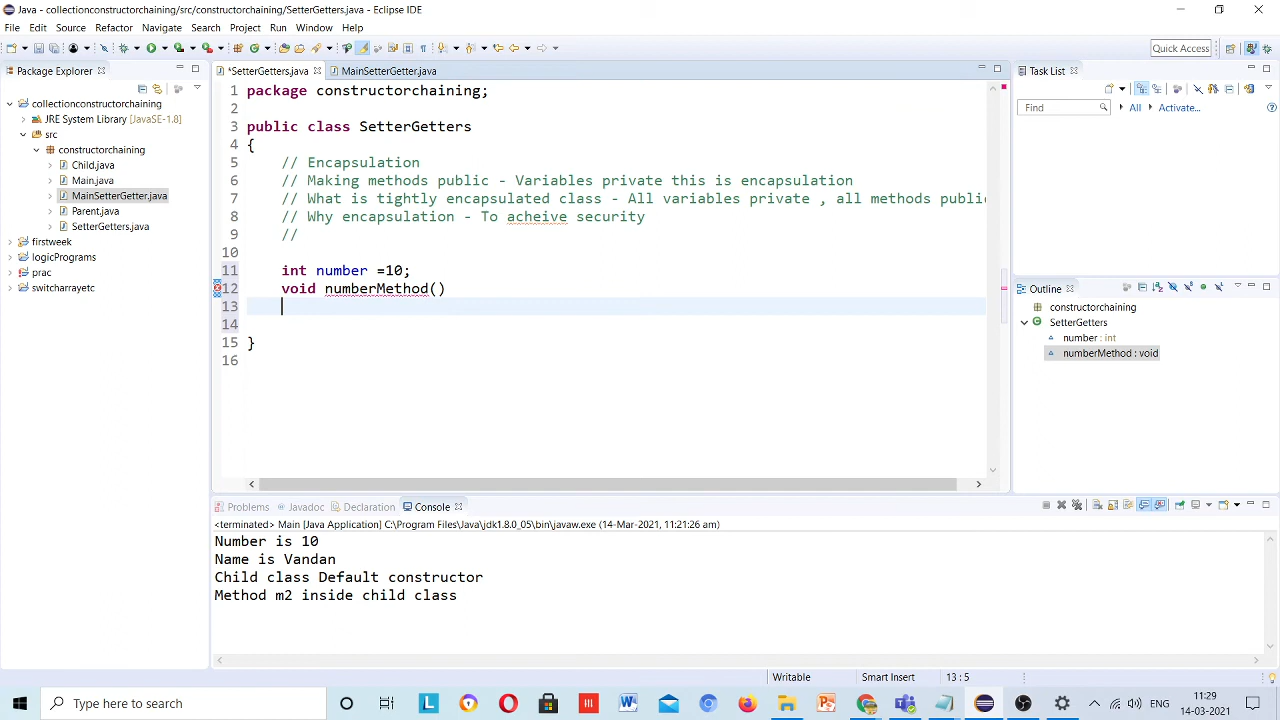 Java - collectionconstructorchaining/src/constructorchaining/SetterGetters.java - Eclipse IDE
File Edit Source Refactor Navigate Search Project Run Window Help
Quick Access
Package Explorer
*SetterGetters.java MainSetterGetter.java
Task List
collectionconstructorchaining
JRE System Library [JavaSE-1.8]
src
constructorchaining
Child.java
Main.java
MainSetterGetter.java
Parent.java
SetterGetters.java
firstweek
logicPrograms
prac
switcharrayetc
1 package constructorchaining;
2
3 public class SetterGetters
4 {
5 // Encapsulation
6 // Making methods public - Variables private this is encapsulation
7 // What is tightly encapsulated class - All variables private , all methods public
8 // Why encapsulation - To acheive security
9 //
10
11 int number =10;
12 void numberMethod()
13
14
15 }
16
Find All Activate...
Outline
constructorchaining
SetterGetters
number : int
numberMethod : void
Problems Javadoc Declaration Console
<terminated> Main [Java Application] C:\Program Files\Java\jdk1.8.0_05\bin\javaw.exe (14-Mar-2021, 11:21:26 am)
Number is 10
Name is Vandan
Child class Default constructor
Method m2 inside child class
Writable Smart Insert 13 : 5
Type here to search
ENG
11:29
14-03-2021